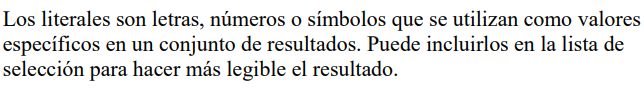 Los literales son letras, números o símbolos que se utilizan como valores
específicos en un conjunto de resultados. Puede incluirlos en la lista de
selección para hacer más legible el resultado.